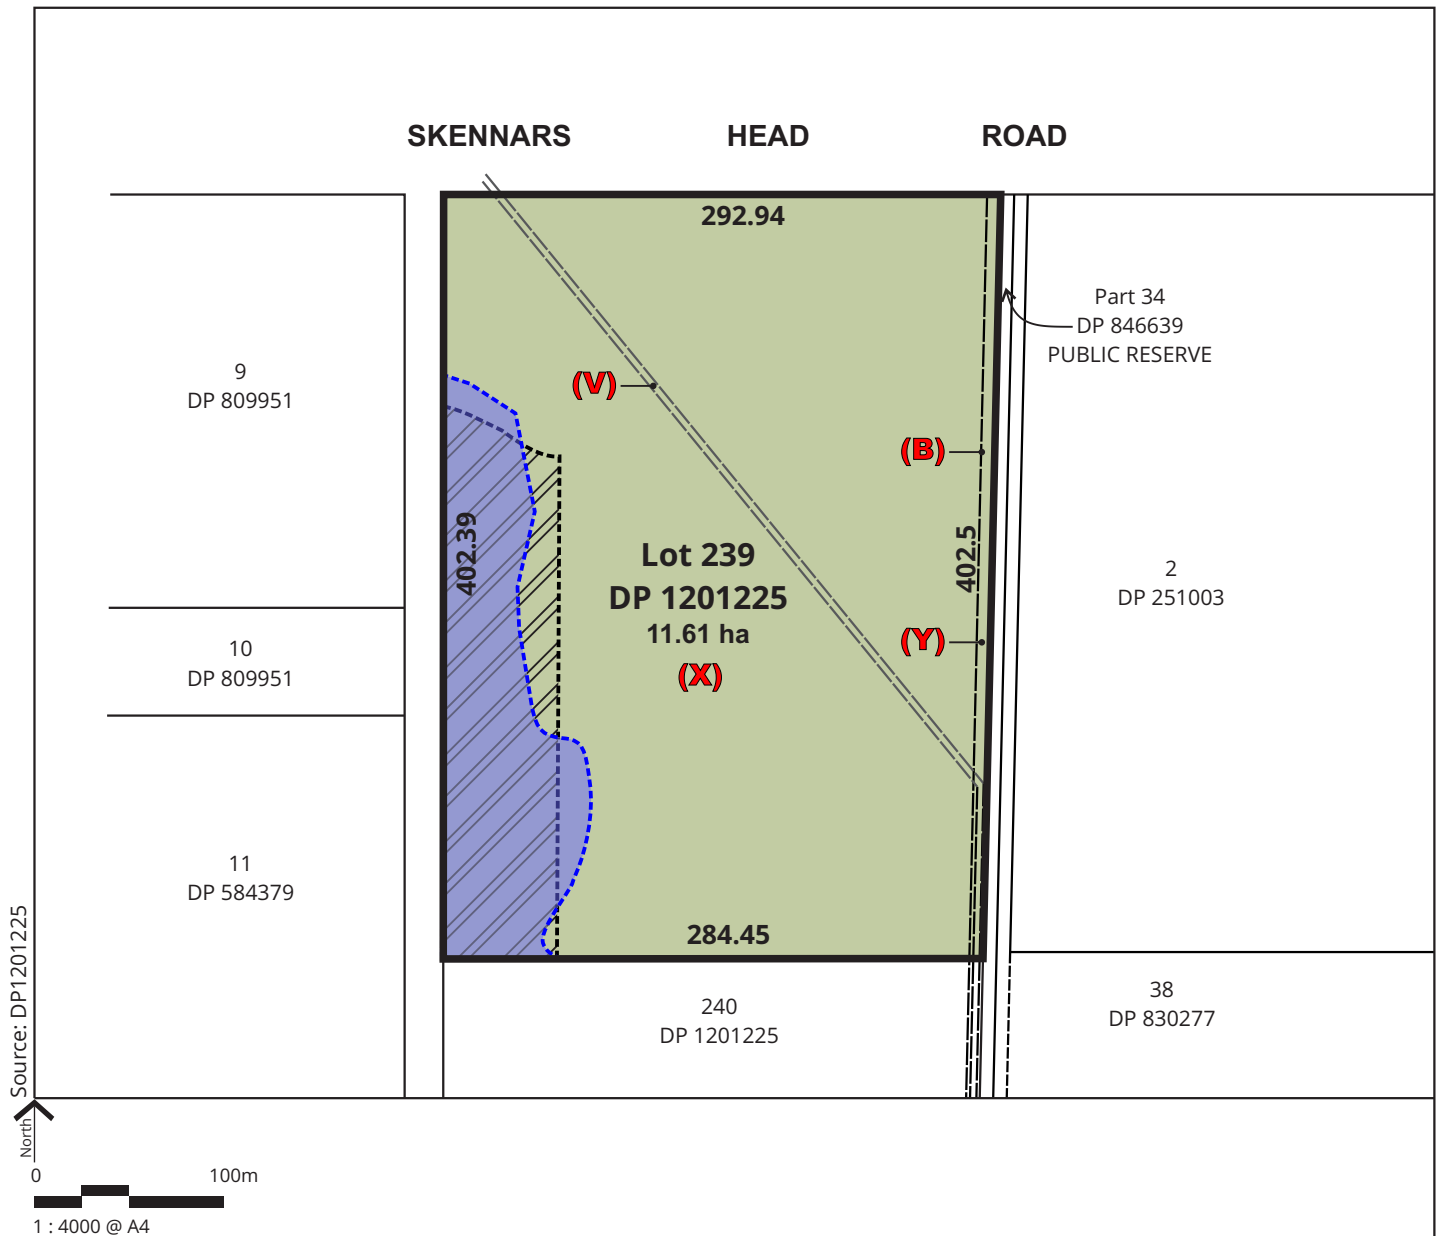 SKENNARS HEAD ROAD
292.94
Part 34
DP 846639
PUBLIC RESERVE
9
DP 809951
(V)
(B)
402.39
402.5
Lot 239
DP 1201225
11.61 ha
(X)
(Y)
2
DP 251003
10
DP 809951
11
DP 584379
284.45
240
DP 1201225
38
DP 830277
Source: DP1201225
North
0 100m
1 : 4000 @ A4